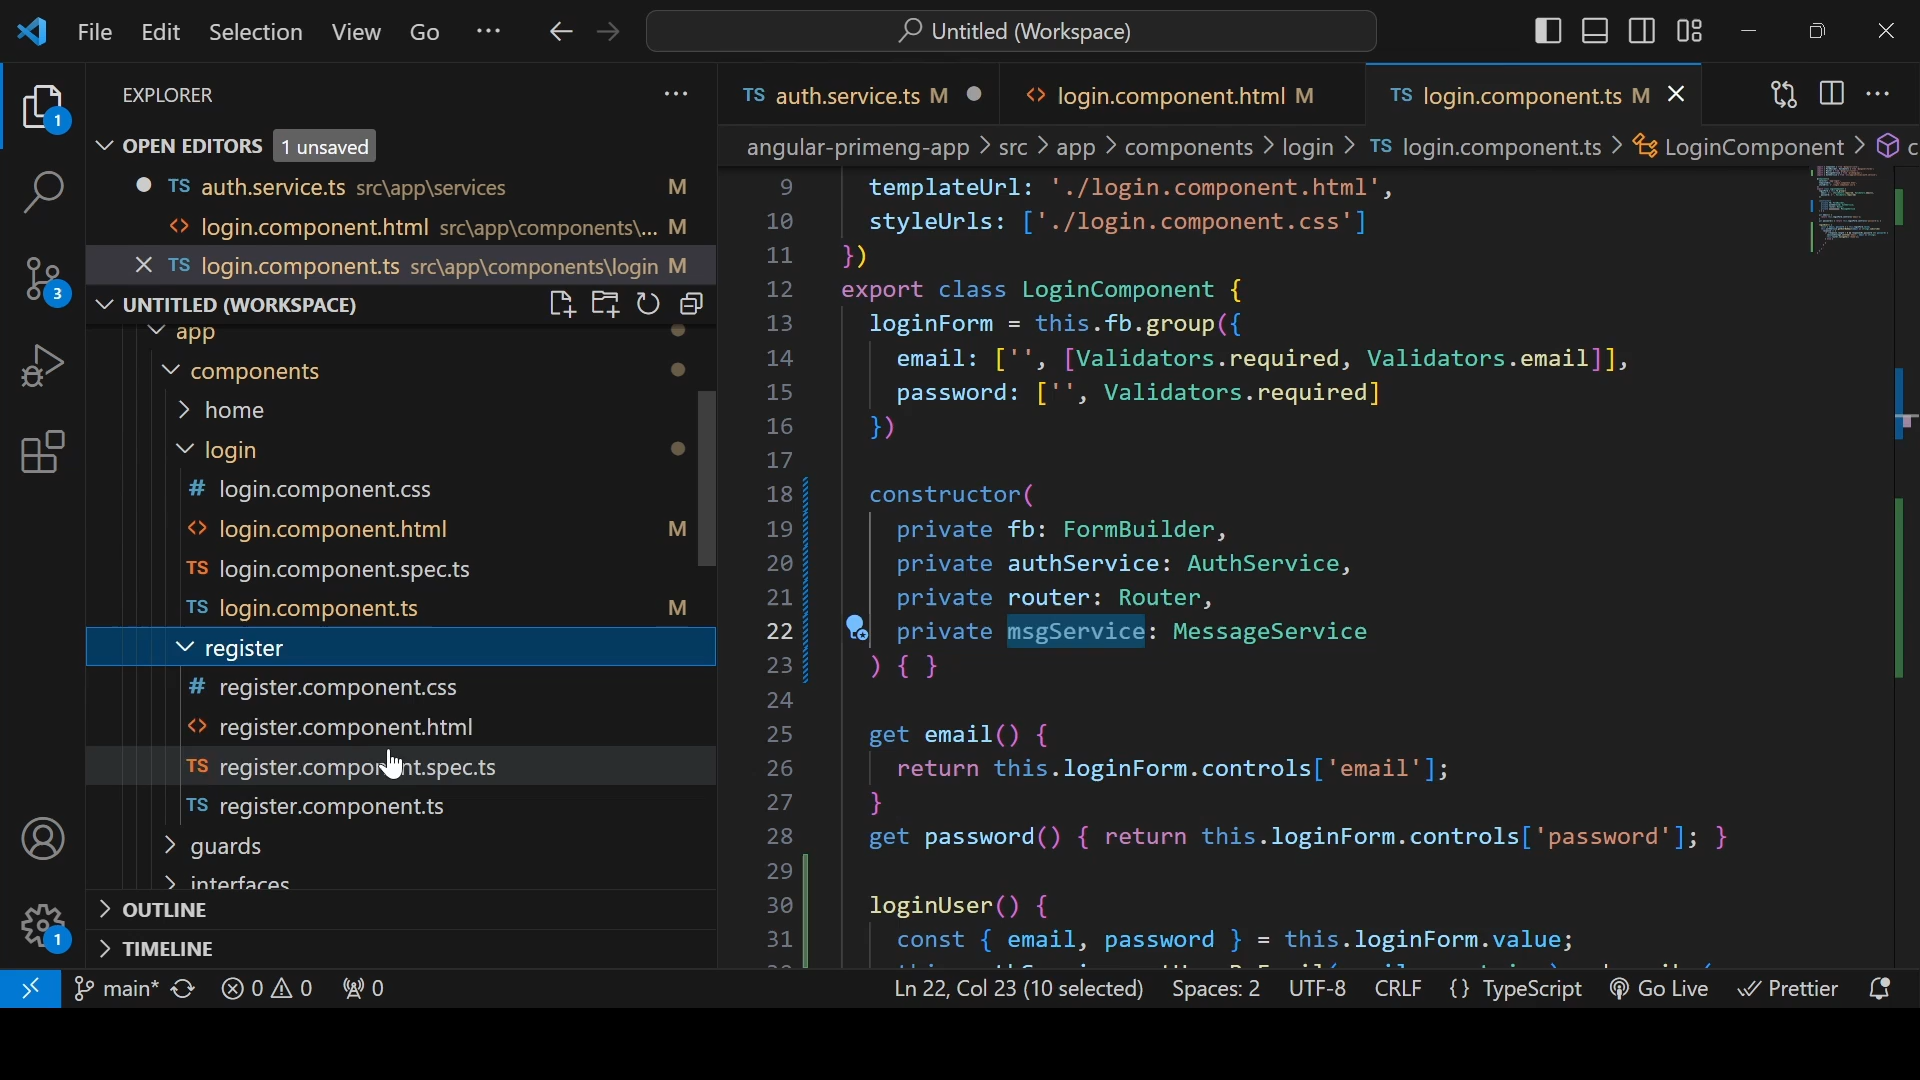 File Edit Selection View Go ··· Untitled (Workspace)
EXPLORER ···
OPEN EDITORS 1 unsaved
TS auth.service.ts src\app\services M
<> login.component.html src\app\components\... M
TS login.component.ts src\app\components\login M
UNTITLED (WORKSPACE)
app
components
home
login
# login.component.css
<> login.component.html M
TS login.component.spec.ts
TS login.component.ts M
register
# register.component.css
<> register.component.html
TS register.component.spec.ts
TS register.component.ts
guards
interfaces
OUTLINE
TIMELINE
1
3
1
TS auth.service.ts M <> login.component.html M TS login.component.ts M
angular-primeng-app > src > app > components > login > TS login.component.ts > LoginComponent > c
9 templateUrl: './login.component.html',
10 styleUrls: ['./login.component.css']
11 })
12 export class LoginComponent {
13 loginForm = this.fb.group({
14 email: ['', [Validators.required, Validators.email]],
15 password: ['', Validators.required]
16 })
17
18 constructor(
19 private fb: FormBuilder,
20 private authService: AuthService,
21 private router: Router,
22 private msgService: MessageService
23 ) { }
24
25 get email() {
26 return this.loginForm.controls['email'];
27 }
28 get password() { return this.loginForm.controls['password']; }
29
30 loginUser() {
31 const { email, password } = this.loginForm.value;
main* 0 0 0 Ln 22, Col 23 (10 selected) Spaces: 2 UTF-8 CRLF {} TypeScript Go Live Prettier